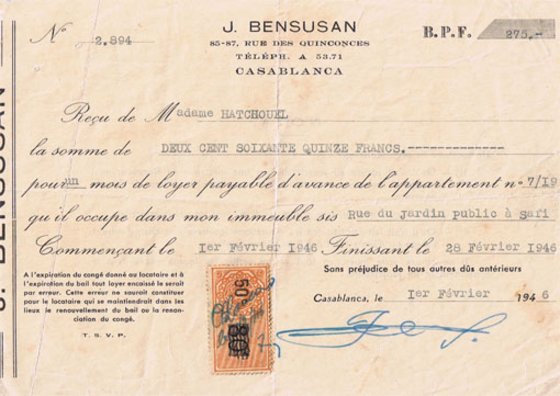 J. BENSUSAN
J. BENSUSAN
85-87, RUE DES QUINCONCES
TÉLÉPH. A 53.71
CASABLANCA
No 2.894
B.P.F. 275,-
Reçu de Madame HATCHOUEL
la somme de DEUX CENT SOIXANTE QUINZE FRANCS.-------------
pour un mois de loyer payable d'avance de l'appartement no 7/19
qu'il occupe dans mon immeuble sis Rue du Jardin public à Safi
Commençant le 1er Février 1946 Finissant le 28 Février 1946
Sans préjudice de tous autres dûs antérieurs
A l'expiration du congé donné au locataire et à
l'expiration du bail tout loyer encaissé le serait
par erreur. Cette erreur ne saurait constituer
pour le locataire qui se maintiendrait dans les
lieux le renouvellement du bail ou la renon-
ciation du congé.
T. S. V. P.
Casablanca, le 1er Février 1946
50